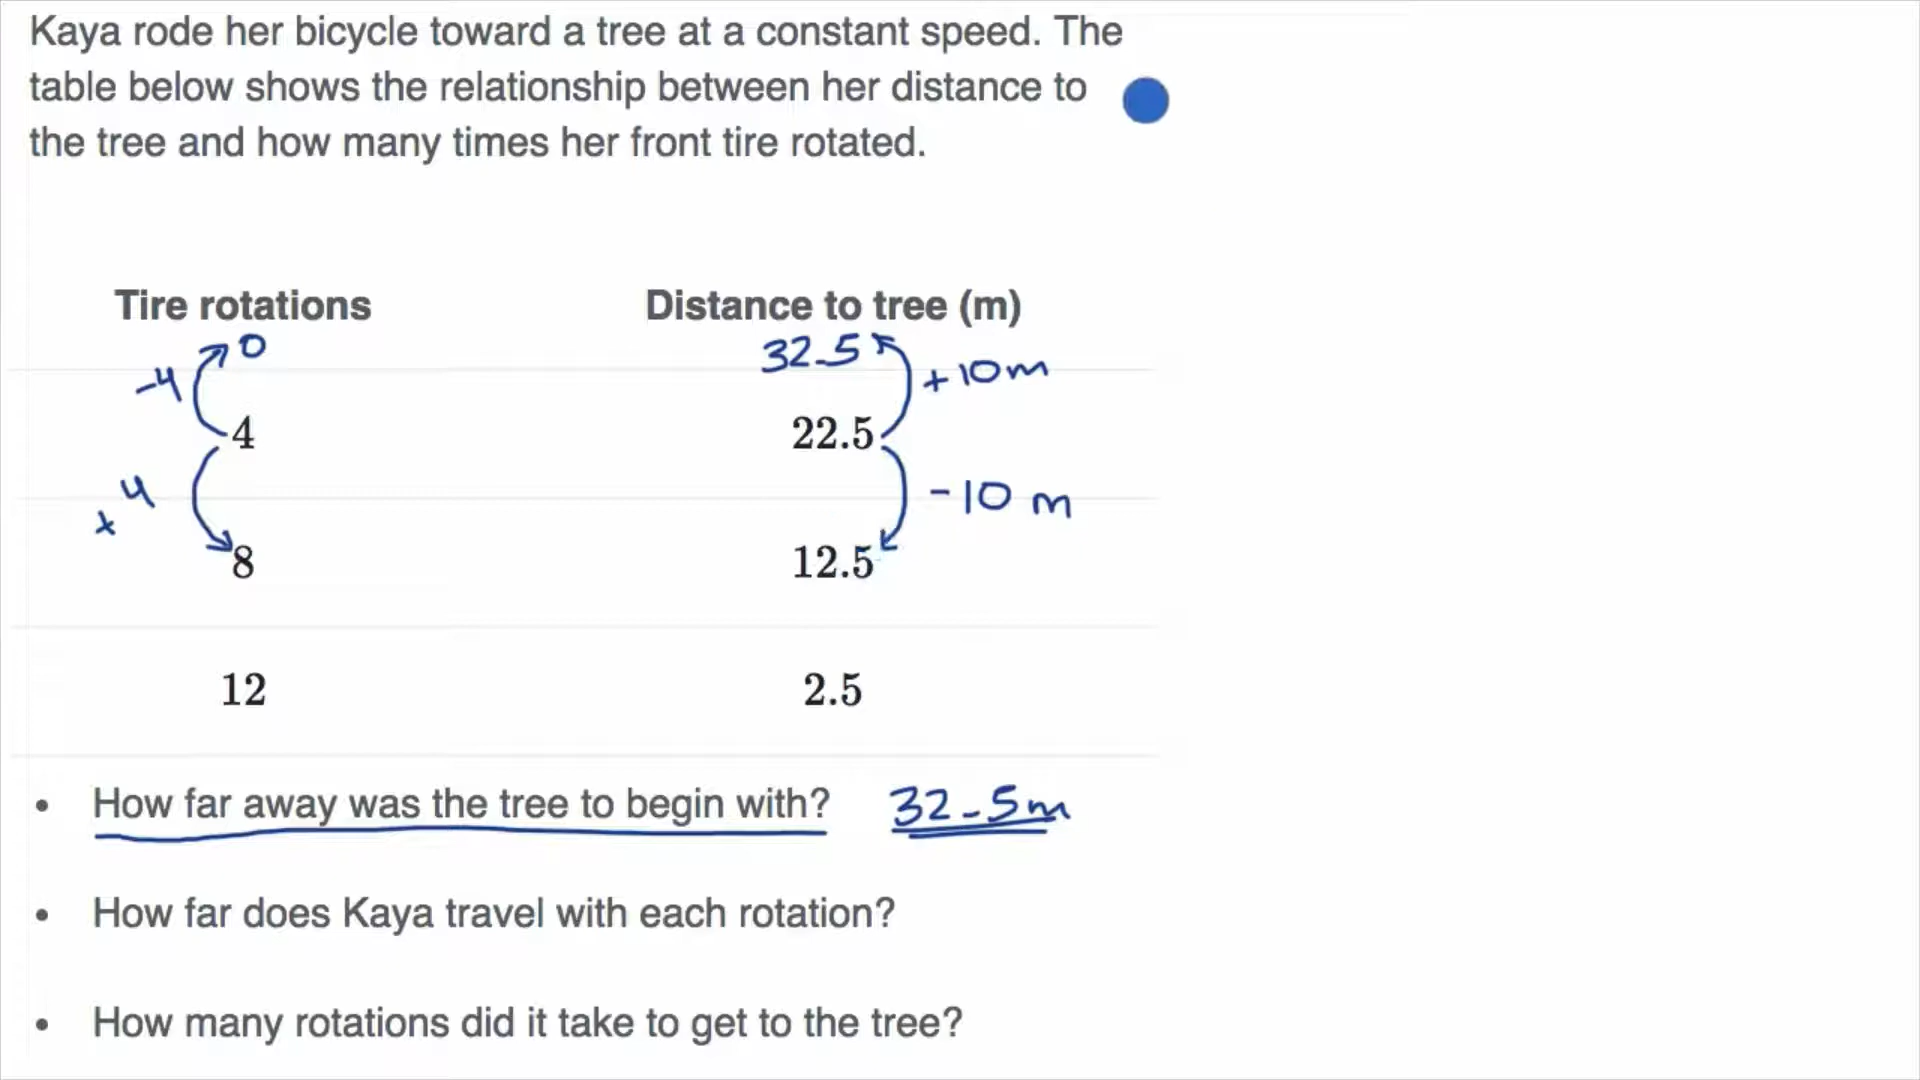 Kaya rode her bicycle toward a tree at a constant speed. The
table below shows the relationship between her distance to
the tree and how many times her front tire rotated.
Tire rotations Distance to tree (m)
0 32.5
-4 +10m
4 22.5
+4 -10 m
8 12.5
12 2.5
• How far away was the tree to begin with? 32.5m
• How far does Kaya travel with each rotation?
• How many rotations did it take to get to the tree?